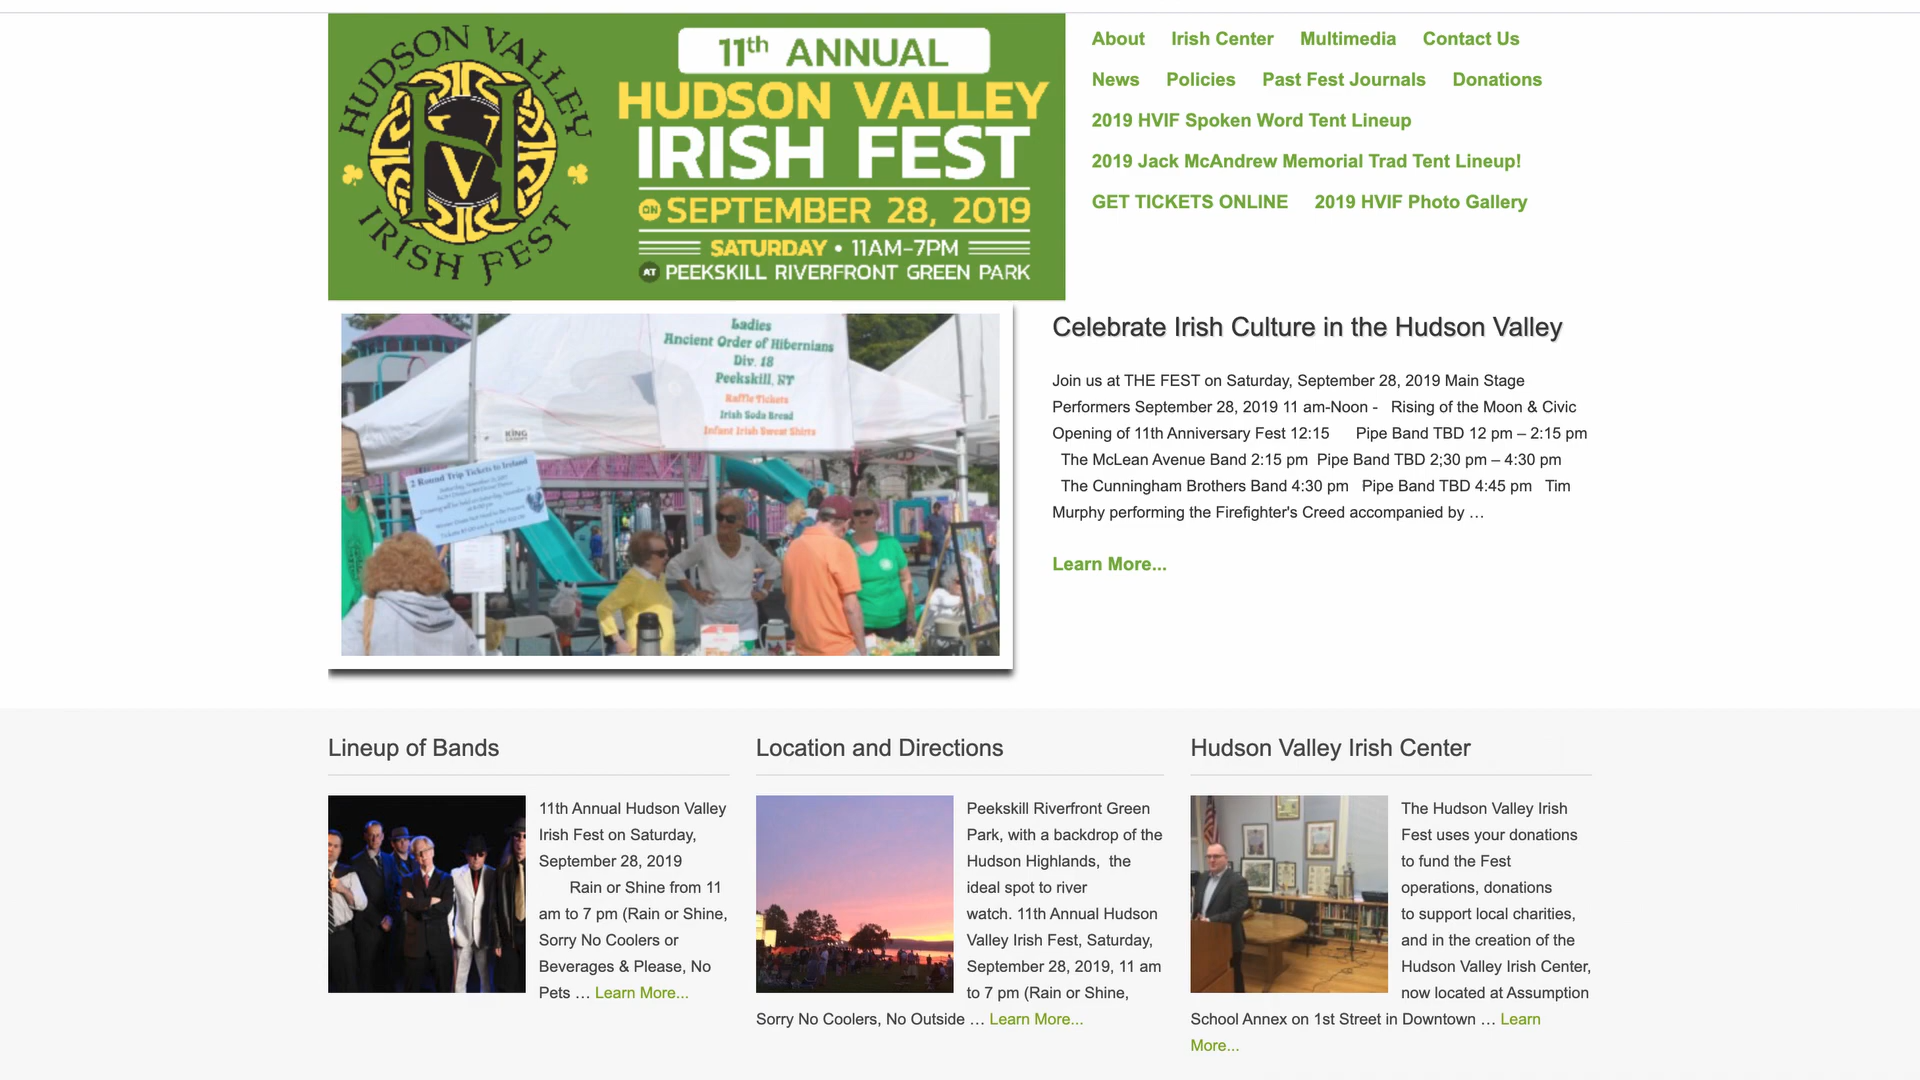 HUDSON VALLEY
IRISH FEST
11th ANNUAL
HUDSON VALLEY
IRISH FEST
ON SEPTEMBER 28, 2019
SATURDAY • 11AM-7PM
AT PEEKSKILL RIVERFRONT GREEN PARK
About Irish Center Multimedia Contact Us
News Policies Past Fest Journals Donations
2019 HVIF Spoken Word Tent Lineup
2019 Jack McAndrew Memorial Trad Tent Lineup!
GET TICKETS ONLINE 2019 HVIF Photo Gallery
Ladies
Ancient Order of Hibernians
Div. 18
Peekskill, NY
Raffle Tickets
Irish Soda Bread
Infant Irish Sweat Shirts
KING
2 Round Trip Tickets to Ireland
Celebrate Irish Culture in the Hudson Valley
Join us at THE FEST on Saturday, September 28, 2019 Main Stage
Performers September 28, 2019 11 am-Noon - Rising of the Moon & Civic
Opening of 11th Anniversary Fest 12:15 Pipe Band TBD 12 pm – 2:15 pm
The McLean Avenue Band 2:15 pm Pipe Band TBD 2;30 pm – 4:30 pm
The Cunningham Brothers Band 4:30 pm Pipe Band TBD 4:45 pm Tim
Murphy performing the Firefighter's Creed accompanied by …
Learn More...
Lineup of Bands
11th Annual Hudson Valley
Irish Fest on Saturday,
September 28, 2019
Rain or Shine from 11
am to 7 pm (Rain or Shine,
Sorry No Coolers or
Beverages & Please, No
Pets … Learn More...
Location and Directions
Peekskill Riverfront Green
Park, with a backdrop of the
Hudson Highlands, the
ideal spot to river
watch. 11th Annual Hudson
Valley Irish Fest, Saturday,
September 28, 2019, 11 am
to 7 pm (Rain or Shine,
Sorry No Coolers, No Outside … Learn More...
Hudson Valley Irish Center
The Hudson Valley Irish
Fest uses your donations
to fund the Fest
operations, donations
to support local charities,
and in the creation of the
Hudson Valley Irish Center,
now located at Assumption
School Annex on 1st Street in Downtown … Learn
More...